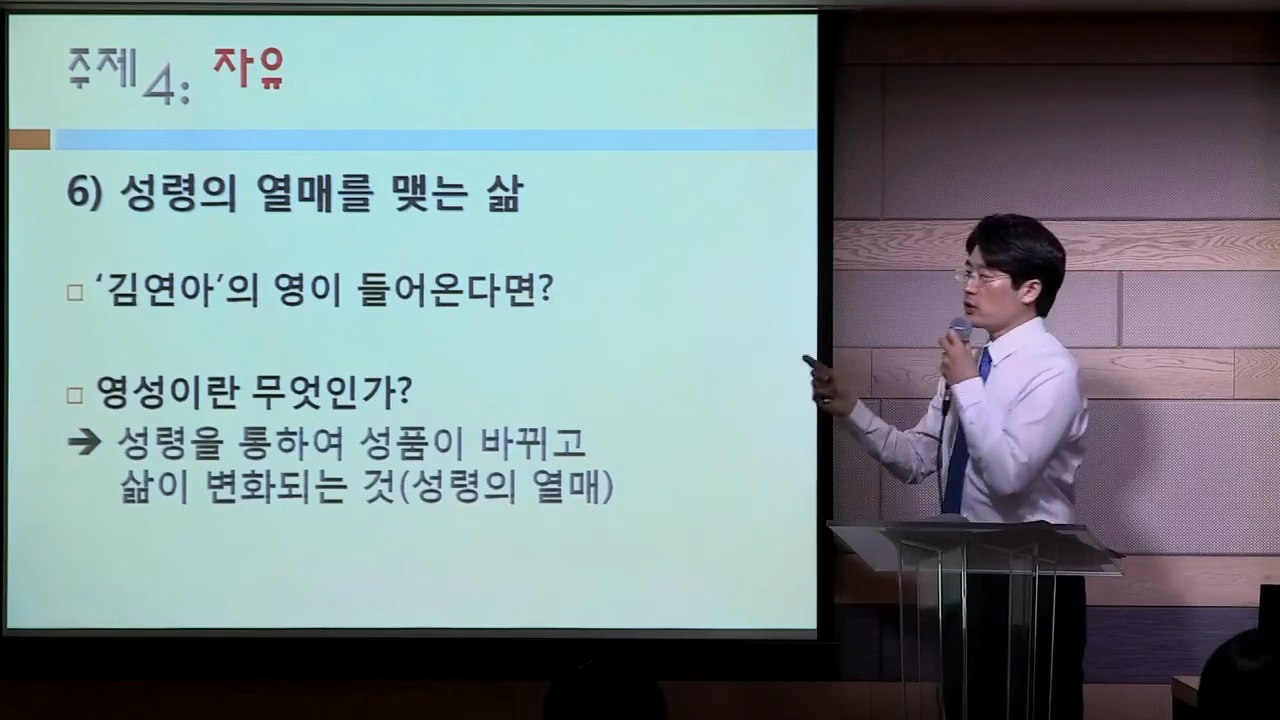 주제 4: 자유
6) 성령의 열매를 맺는 삶
'김연아'의 영이 들어온다면?
영성이란 무엇인가?
➔ 성령을 통하여 성품이 바뀌고
삶이 변화되는 것(성령의 열매)